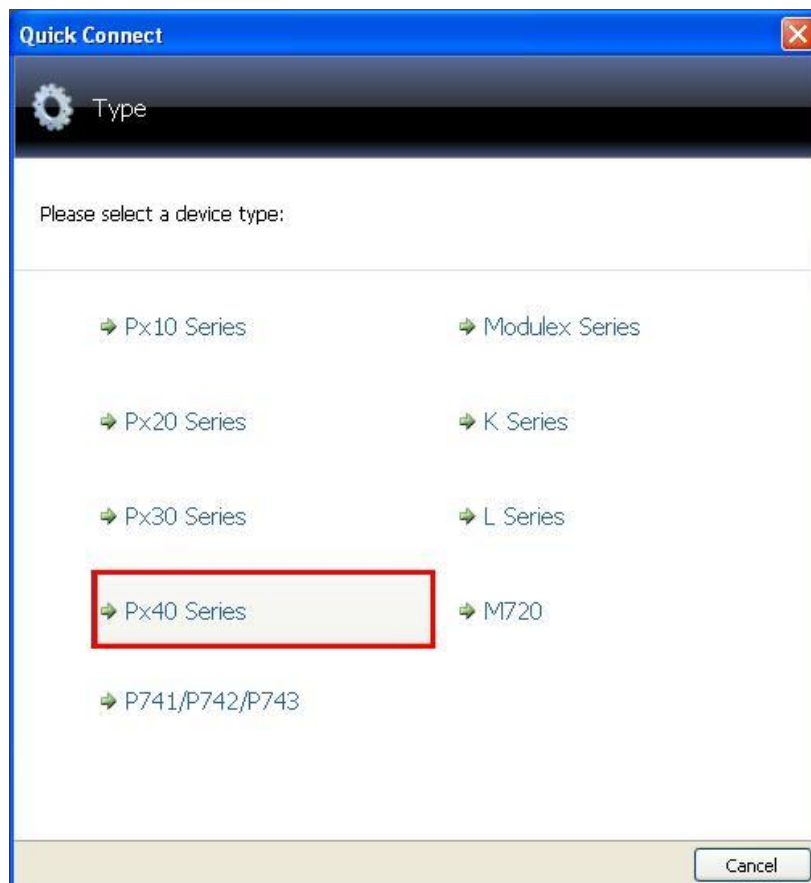 Quick Connect
Type
Please select a device type:
Px10 Series
Modulex Series
Px20 Series
K Series
Px30 Series
L Series
Px40 Series
M720
P741/P742/P743
Cancel